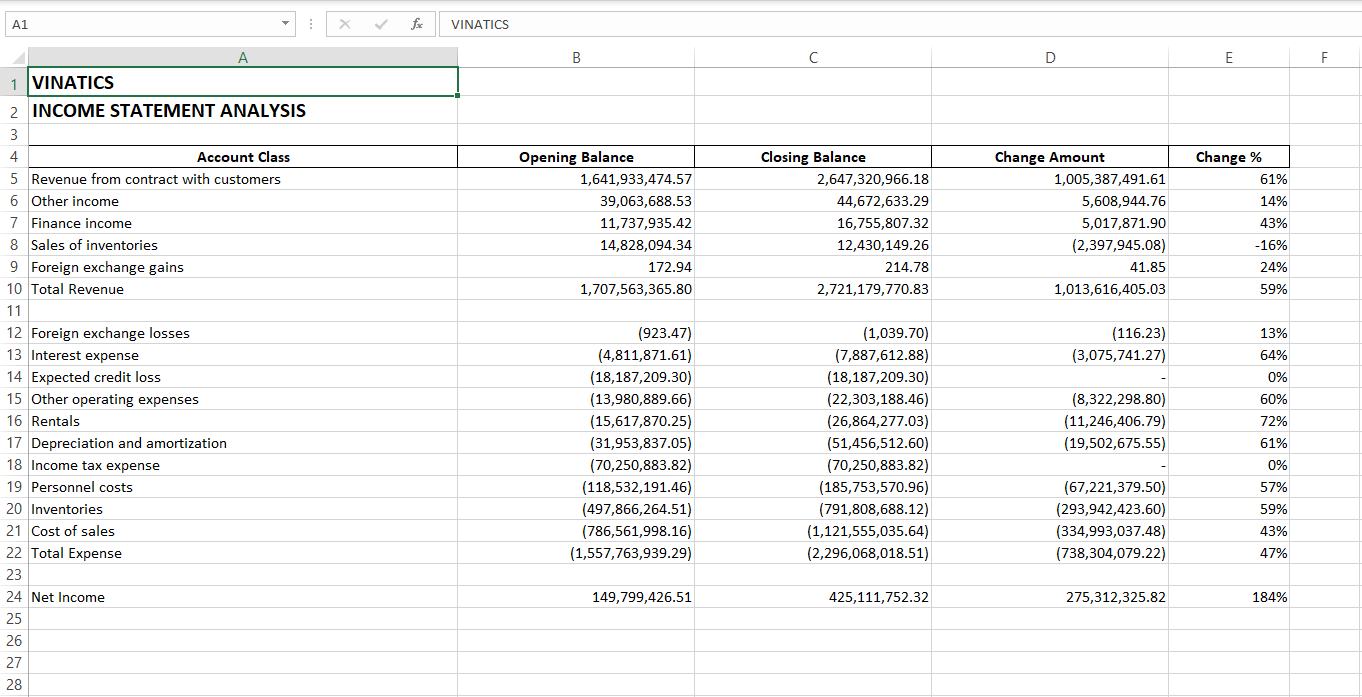 A1 fx VINATICS
A B C D E F
1 VINATICS
2 INCOME STATEMENT ANALYSIS
3
4 Account Class Opening Balance Closing Balance Change Amount Change %
5 Revenue from contract with customers 1,641,933,474.57 2,647,320,966.18 1,005,387,491.61 61%
6 Other income 39,063,688.53 44,672,633.29 5,608,944.76 14%
7 Finance income 11,737,935.42 16,755,807.32 5,017,871.90 43%
8 Sales of inventories 14,828,094.34 12,430,149.26 (2,397,945.08) -16%
9 Foreign exchange gains 172.94 214.78 41.85 24%
10 Total Revenue 1,707,563,365.80 2,721,179,770.83 1,013,616,405.03 59%
11
12 Foreign exchange losses (923.47) (1,039.70) (116.23) 13%
13 Interest expense (4,811,871.61) (7,887,612.88) (3,075,741.27) 64%
14 Expected credit loss (18,187,209.30) (18,187,209.30) - 0%
15 Other operating expenses (13,980,889.66) (22,303,188.46) (8,322,298.80) 60%
16 Rentals (15,617,870.25) (26,864,277.03) (11,246,406.79) 72%
17 Depreciation and amortization (31,953,837.05) (51,456,512.60) (19,502,675.55) 61%
18 Income tax expense (70,250,883.82) (70,250,883.82) - 0%
19 Personnel costs (118,532,191.46) (185,753,570.96) (67,221,379.50) 57%
20 Inventories (497,866,264.51) (791,808,688.12) (293,942,423.60) 59%
21 Cost of sales (786,561,998.16) (1,121,555,035.64) (334,993,037.48) 43%
22 Total Expense (1,557,763,939.29) (2,296,068,018.51) (738,304,079.22) 47%
23
24 Net Income 149,799,426.51 425,111,752.32 275,312,325.82 184%
25
26
27
28